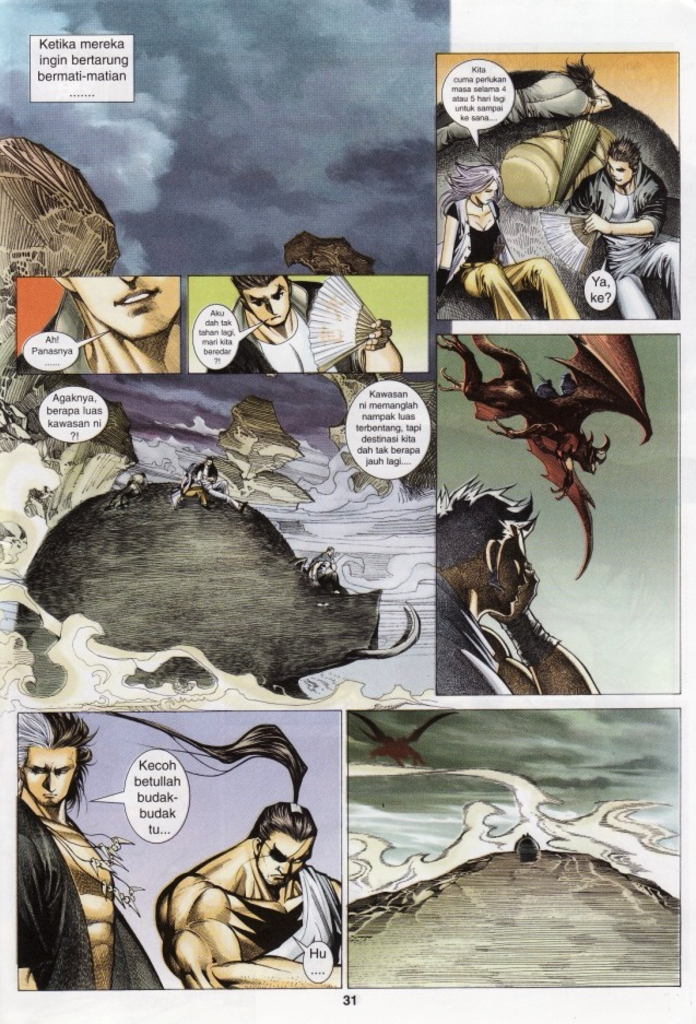 Ketika mereka
ingin bertarung
bermati-matian
.......
Kita
cuma perlukan
masa selama 4
atau 5 hari lagi
untuk sampai
ke sana....
Ya,
ke?
Ah!
Panasnya
......
Aku
dah tak
tahan lagi,
mari kita
beredar
?!
Agaknya,
berapa luas
kawasan ni
?!
Kawasan
ni memanglah
nampak luas
terbentang, tapi
destinasi kita
dah tak berapa
jauh lagi....
Kecoh
betullah
budak-
budak
tu...
Hu
....
31